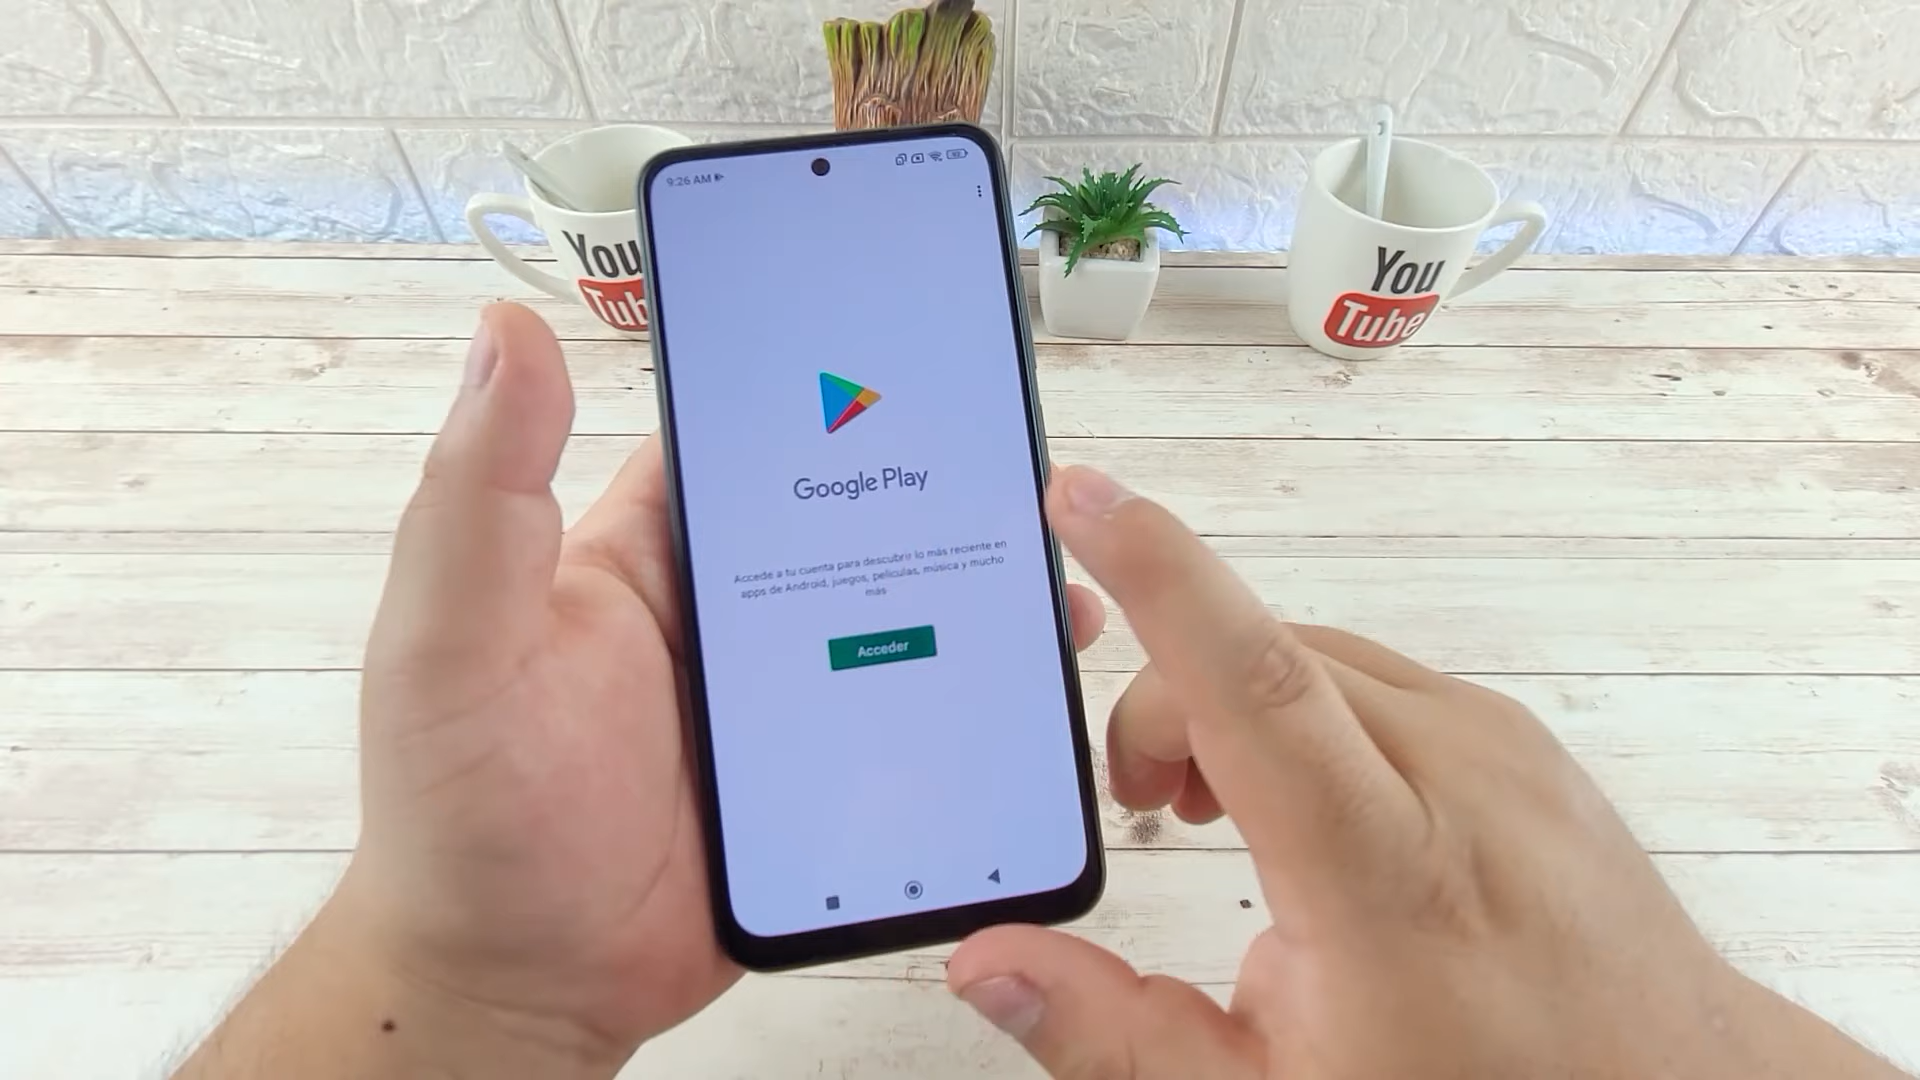 9:26 AM
You
Tub
You
Tube
Google Play
Accede a tu cuenta para descubrir lo más reciente en
apps de Android, juegos, películas, música y mucho
más
Acceder